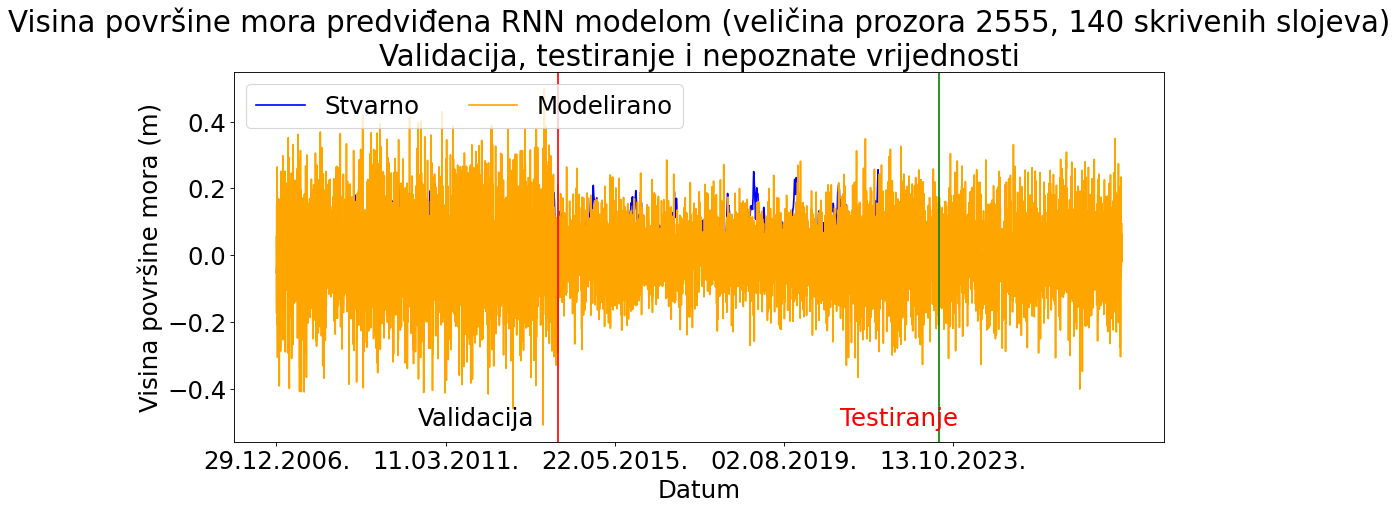 Visina površine mora predviđena RNN modelom (veličina prozora 2555, 140 skrivenih slojeva)
Validacija, testiranje i nepoznate vrijednosti
Stvarno
Modelirano
Visina površine mora (m)
0.4
0.2
0.0
−0.2
−0.4
Validacija
Testiranje
29.12.2006.
11.03.2011.
22.05.2015.
02.08.2019.
13.10.2023.
Datum